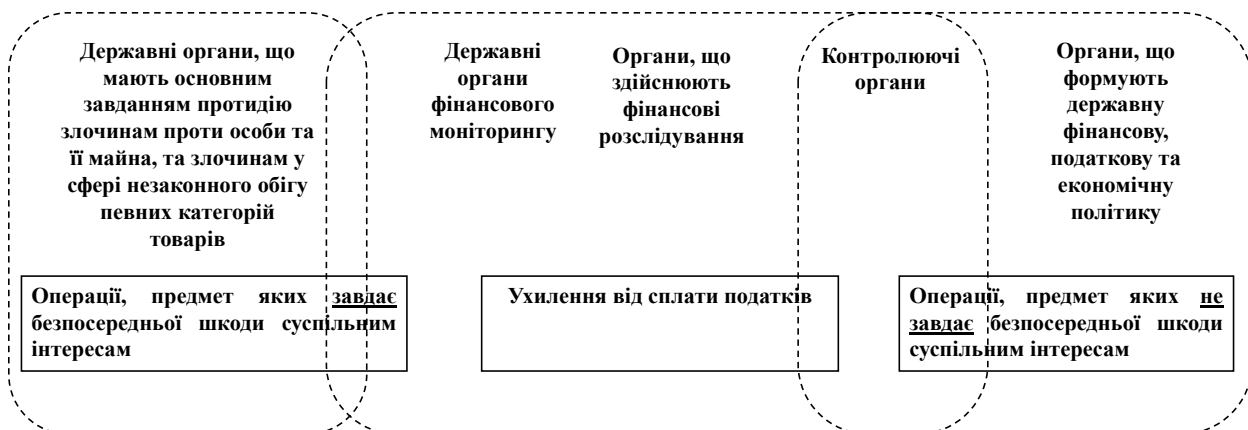 Державні органи, що
мають основним
завданням протидію
злочинам проти особи та
її майна, та злочинам у
сфері незаконного обігу
певних категорій
товарів
Державні
органи
фінансового
моніторингу
Органи, що
здійснюють
фінансові
розслідування
Контролюючі
органи
Органи, що
формують
державну
фінансову,
податкову та
економічну
політику
Операції, предмет яких завдає
безпосередньої шкоди суспільним
інтересам
Ухилення від сплати податків
Операції, предмет яких не
завдає безпосередньої шкоди
суспільним інтересам